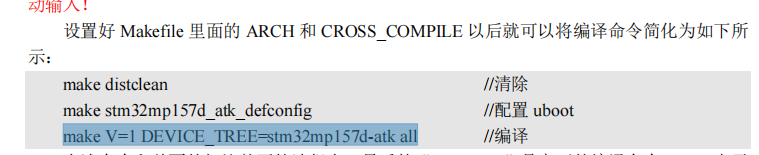 动输入！
设置好 Makefile 里面的 ARCH 和 CROSS_COMPILE 以后就可以将编译命令简化为如下所
示：
make distclean //清除
make stm32mp157d_atk_defconfig //配置 uboot
make V=1 DEVICE_TREE=stm32mp157d-atk all //编译